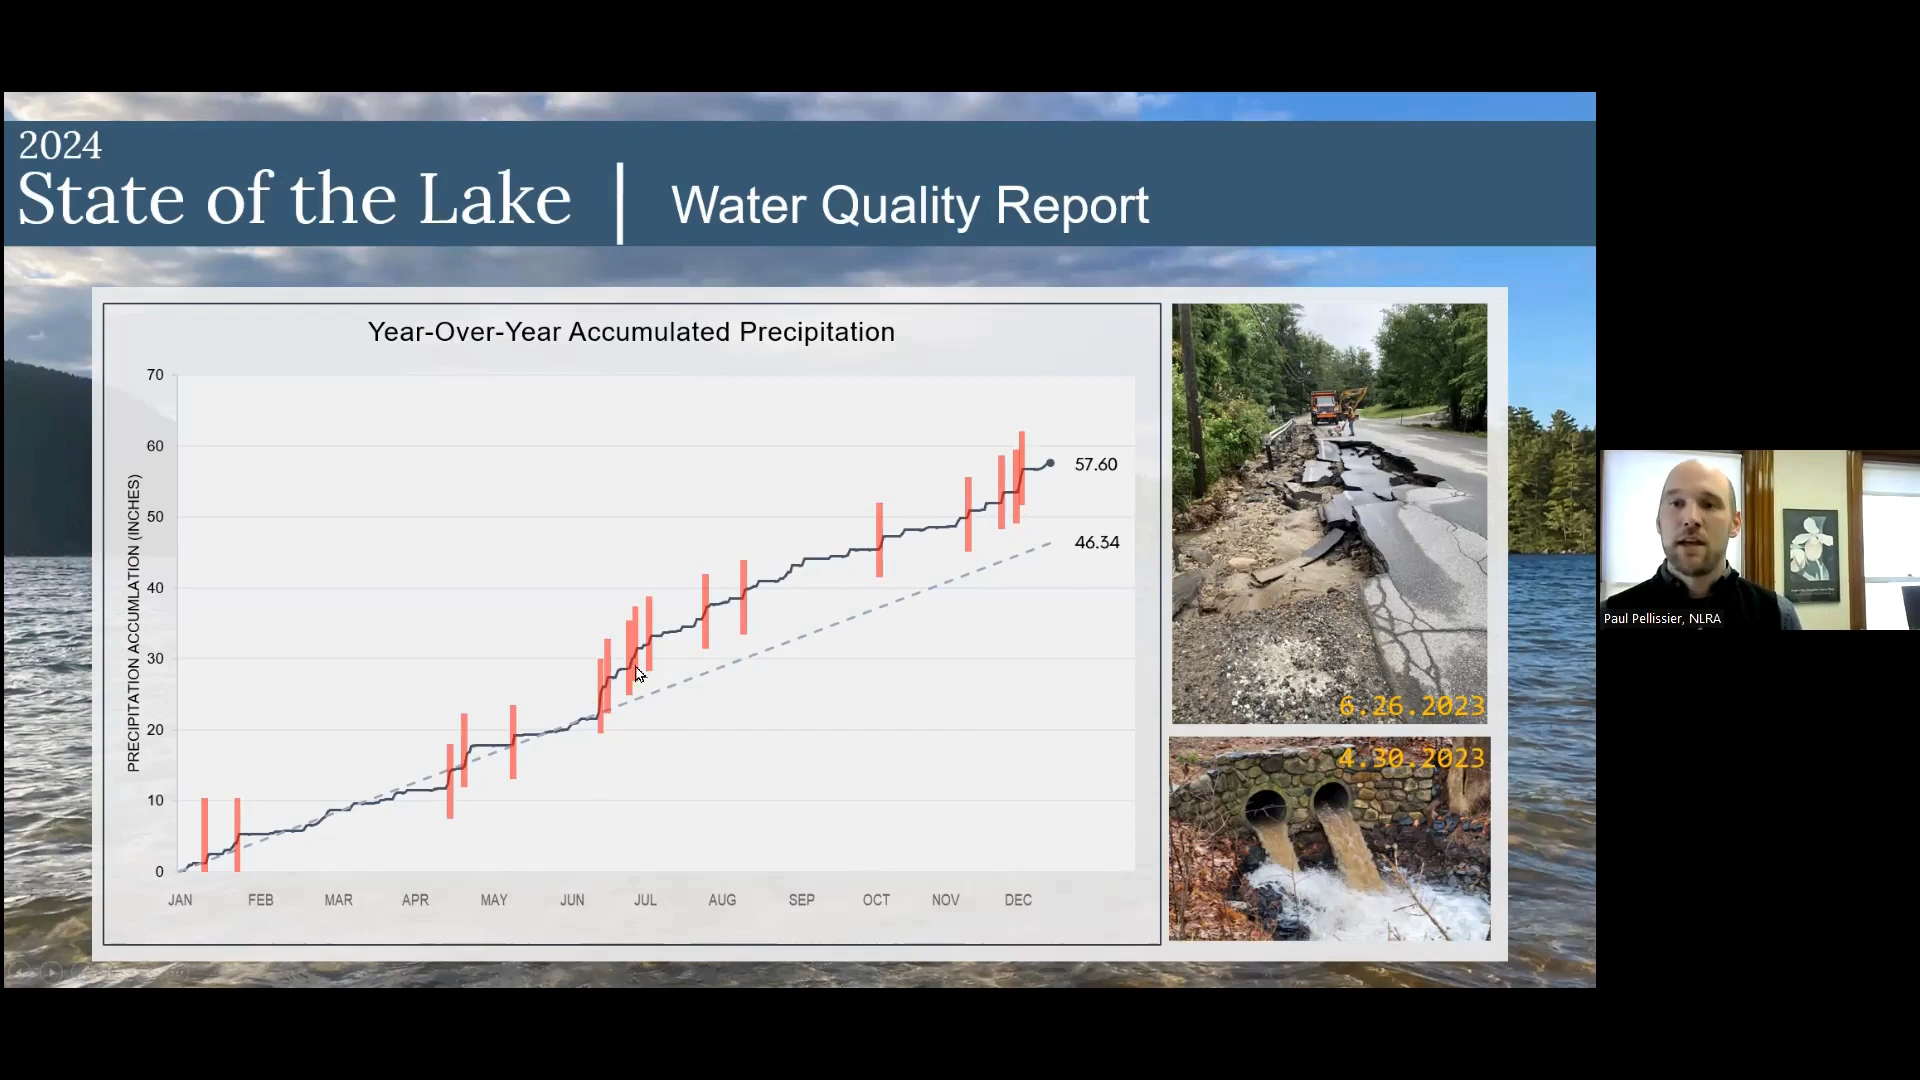 2024
State of the Lake | Water Quality Report
Year-Over-Year Accumulated Precipitation
PRECIPITATION ACCUMULATION (INCHES)
70
60
50
40
30
20
10
0
JAN FEB MAR APR MAY JUN JUL AUG SEP OCT NOV DEC
57.60
46.34
6.26.2023
4.30.2023
Paul Pellissier, NLRA